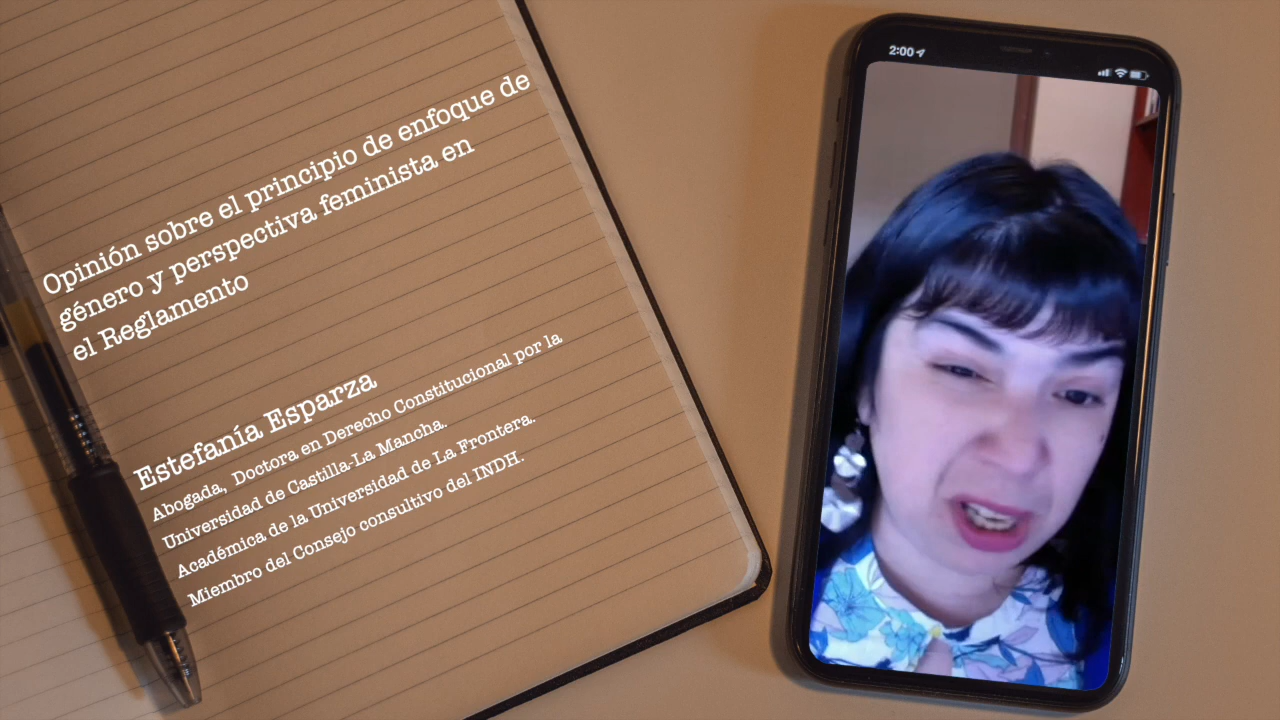 Opinión sobre el principio de enfoque de
género y perspectiva feminista en
el Reglamento
Estefanía Esparza
Abogada, Doctora en Derecho Constitucional por la
Universidad de Castilla-La Mancha.
Académica de la Universidad de La Frontera.
Miembro del Consejo consultivo del INDH.
2:00